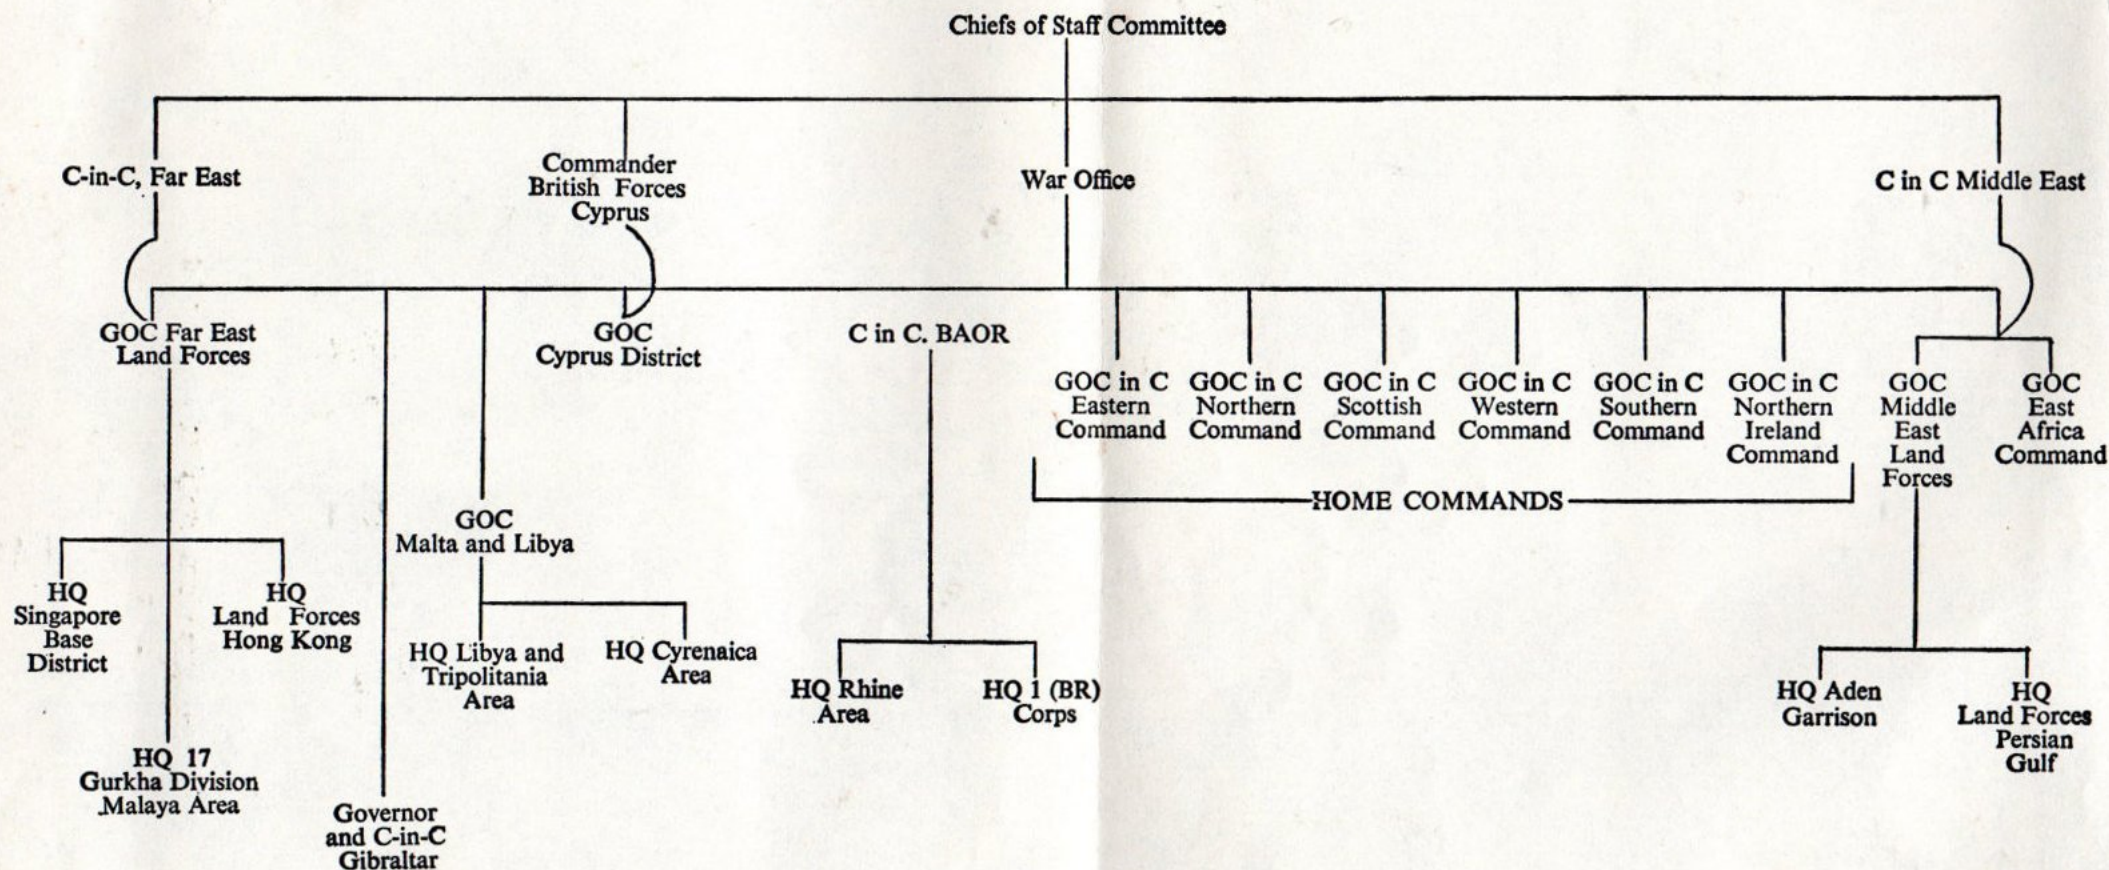 Chiefs of Staff Committee
C-in-C, Far East
Commander
British Forces
Cyprus
War Office
C in C Middle East
GOC Far East
Land Forces
GOC
Cyprus District
C in C. BAOR
GOC in C
Eastern
Command
GOC in C
Northern
Command
GOC in C
Scottish
Command
GOC in C
Western
Command
GOC in C
Southern
Command
GOC in C
Northern
Ireland
Command
GOC
Middle
East
Land
Forces
GOC
East
Africa
Command
HOME COMMANDS
GOC
Malta and Libya
HQ
Singapore
Base
District
HQ
Land Forces
Hong Kong
HQ Libya and
Tripolitania
Area
HQ Cyrenaica
Area
HQ Rhine
Area
HQ 1 (BR)
Corps
HQ Aden
Garrison
HQ
Land Forces
Persian
Gulf
HQ 17
Gurkha Division
Malaya Area
Governor
and C-in-C
Gibraltar